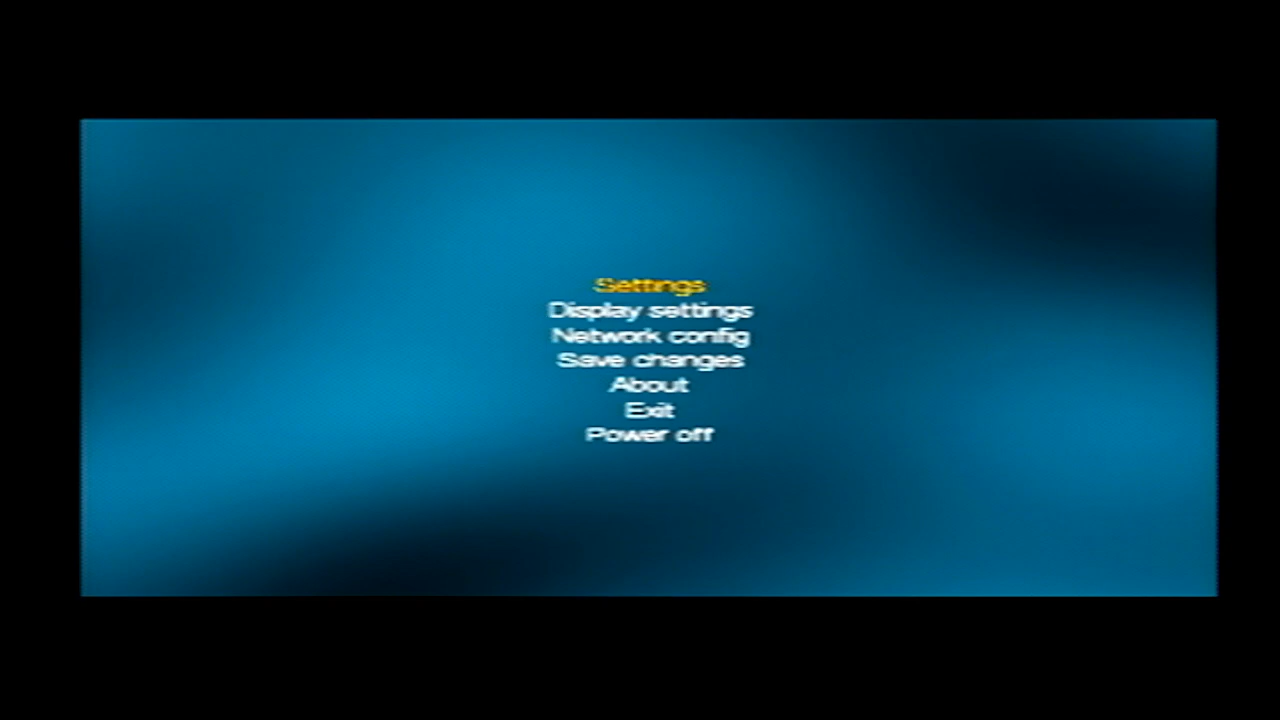 Settings
Display settings
Network config
Save changes
About
Exit
Power off